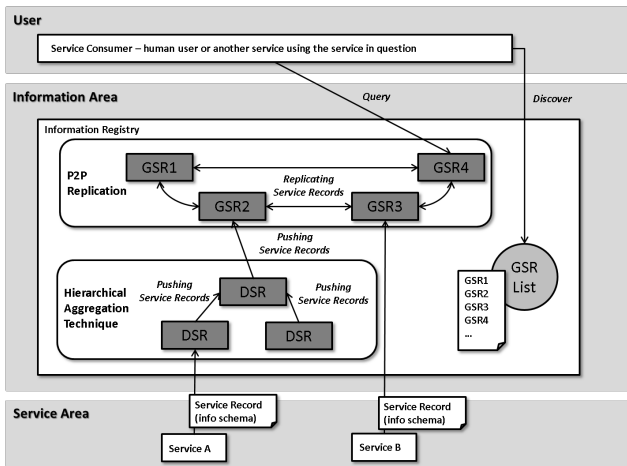 User
Service Consumer – human user or another service using the service in question
Information Area
Query
Discover
Information Registry
P2P
Replication
GSR1
GSR4
Replicating
Service Records
GSR2
GSR3
Pushing
Service Records
Hierarchical
Aggregation
Technique
Pushing
Service Records
DSR
Pushing
Service Records
DSR
DSR
GSR
List
GSR1
GSR2
GSR3
GSR4
...
Service Area
Service Record
(info schema)
Service A
Service Record
(info schema)
Service B